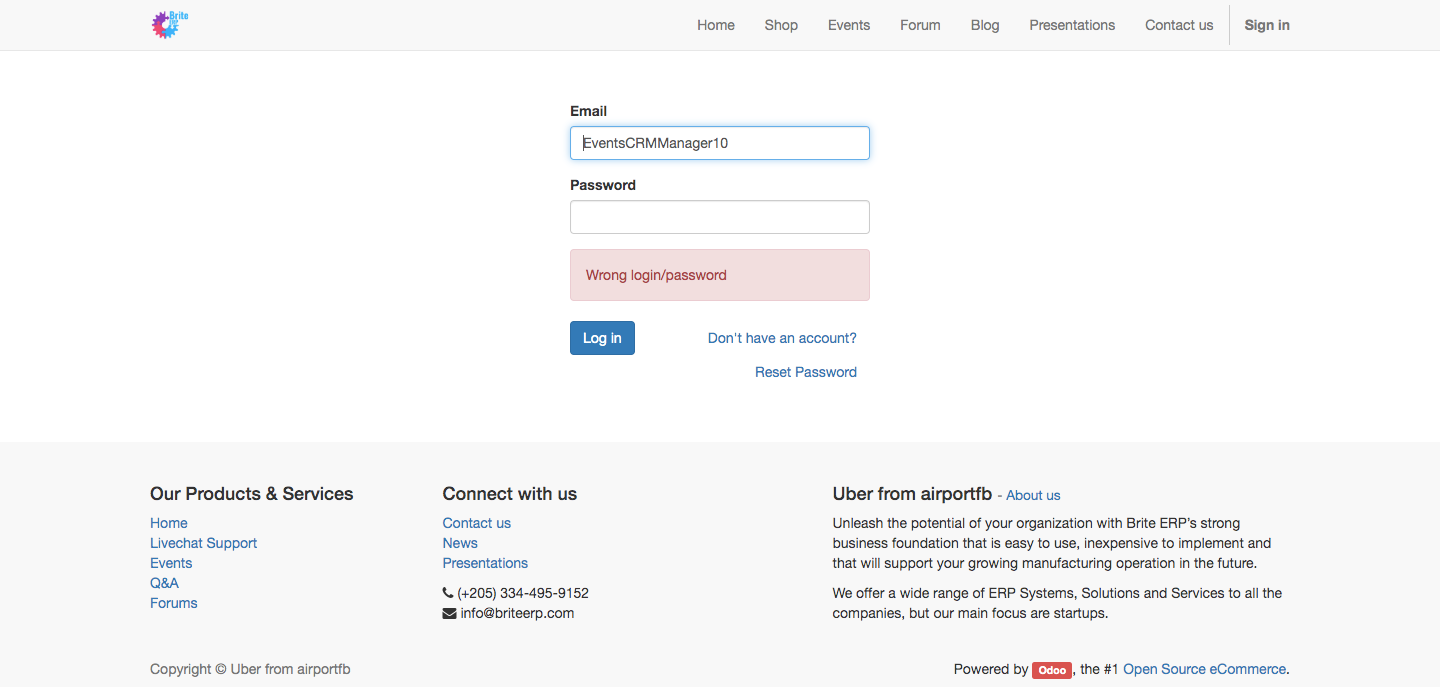 Brite
ERP
Home
Shop
Events
Forum
Blog
Presentations
Contact us
Sign in
Email
EventsCRMManager10
Password
Wrong login/password
Log in
Don't have an account?
Reset Password
Our Products & Services
Home
Livechat Support
Events
Q&A
Forums
Connect with us
Contact us
News
Presentations
(+205) 334-495-9152
info@briteerp.com
Uber from airportfb - About us
Unleash the potential of your organization with Brite ERP’s strong
business foundation that is easy to use, inexpensive to implement and
that will support your growing manufacturing operation in the future.
We offer a wide range of ERP Systems, Solutions and Services to all the
companies, but our main focus are startups.
Copyright © Uber from airportfb
Powered by Odoo, the #1 Open Source eCommerce.